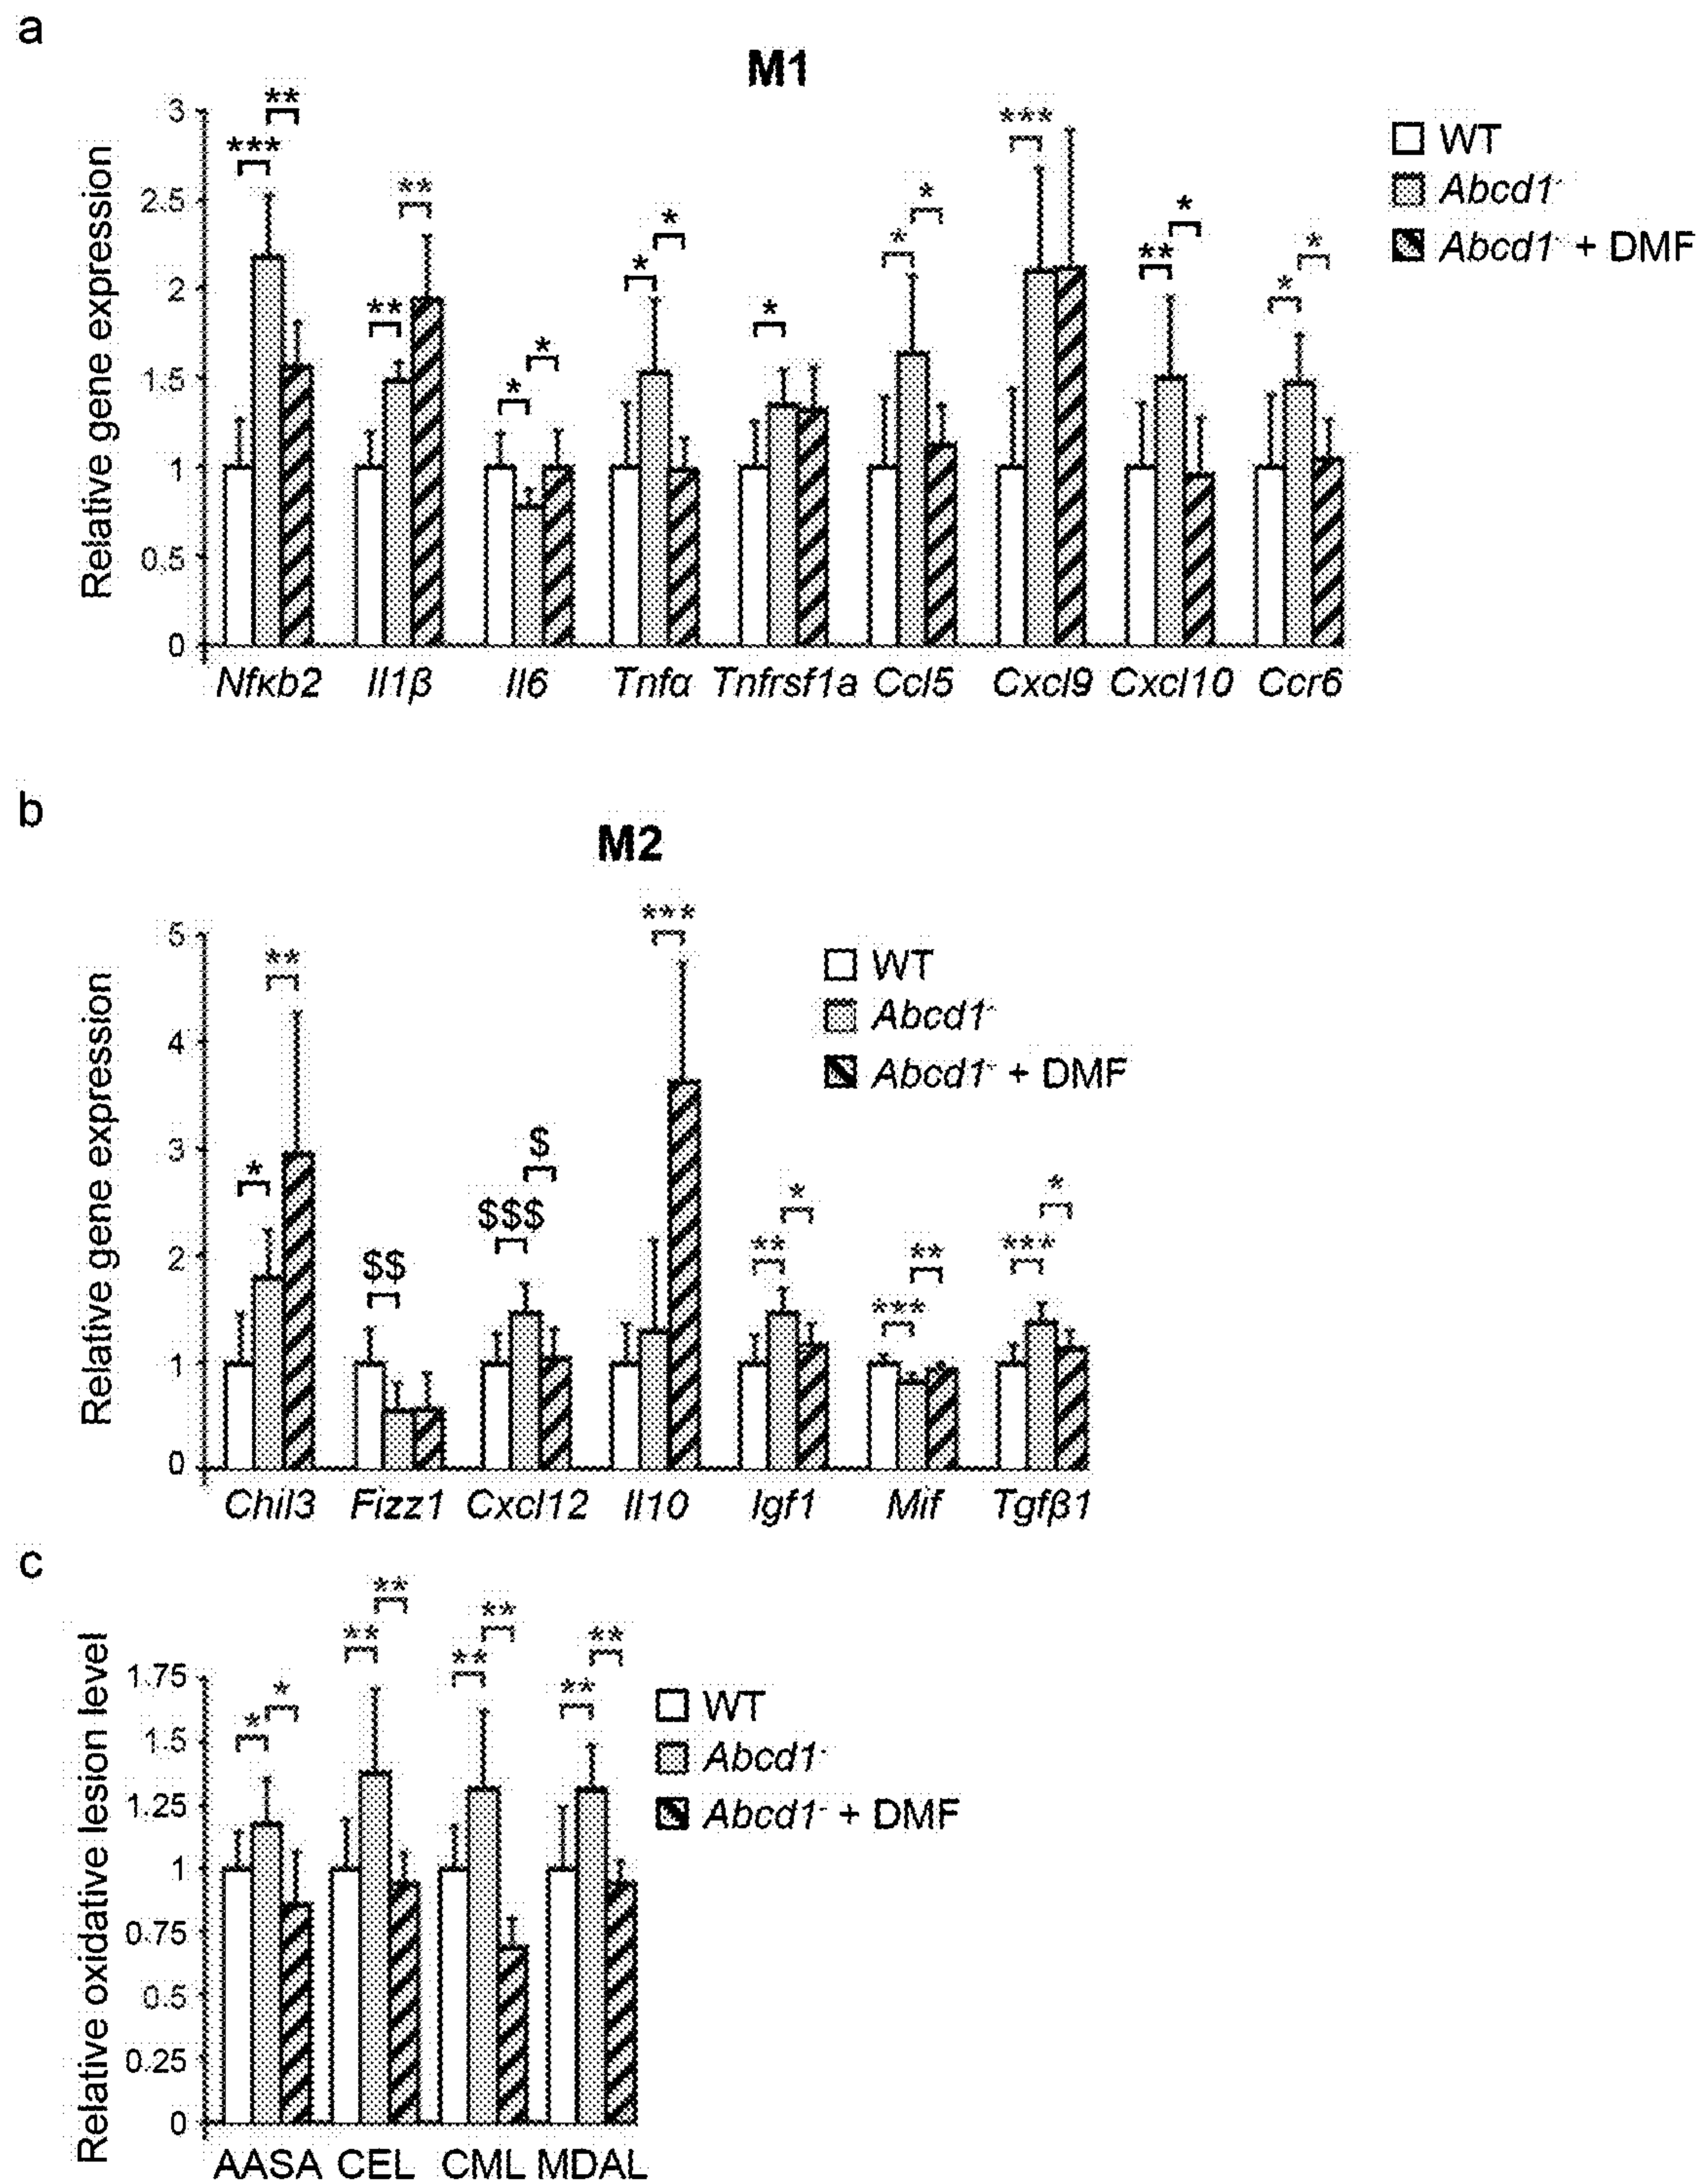 a
M1
Relative gene expression
3
2.5
2
1.5
1
0.5
0
*** ** ** ** * * * * * * * *** ** * * *
Nfκb2 Il1β Il6 Tnfα Tnfrsf1a Ccl5 Cxcl9 Cxcl10 Ccr6
WT
Abcd1-
Abcd1- + DMF
b
M2
Relative gene expression
5
4
3
2
1
0
* ** $$ $$$ $ *** ** * *** ** *** *
Chil3 Fizz1 Cxcl12 Il10 Igf1 Mif Tgfβ1
WT
Abcd1-
Abcd1- + DMF
c
Relative oxidative lesion level
1.75
1.5
1.25
1
0.75
0.5
0.25
0
* * ** ** ** ** ** **
AASA CEL CML MDAL
WT
Abcd1-
Abcd1- + DMF